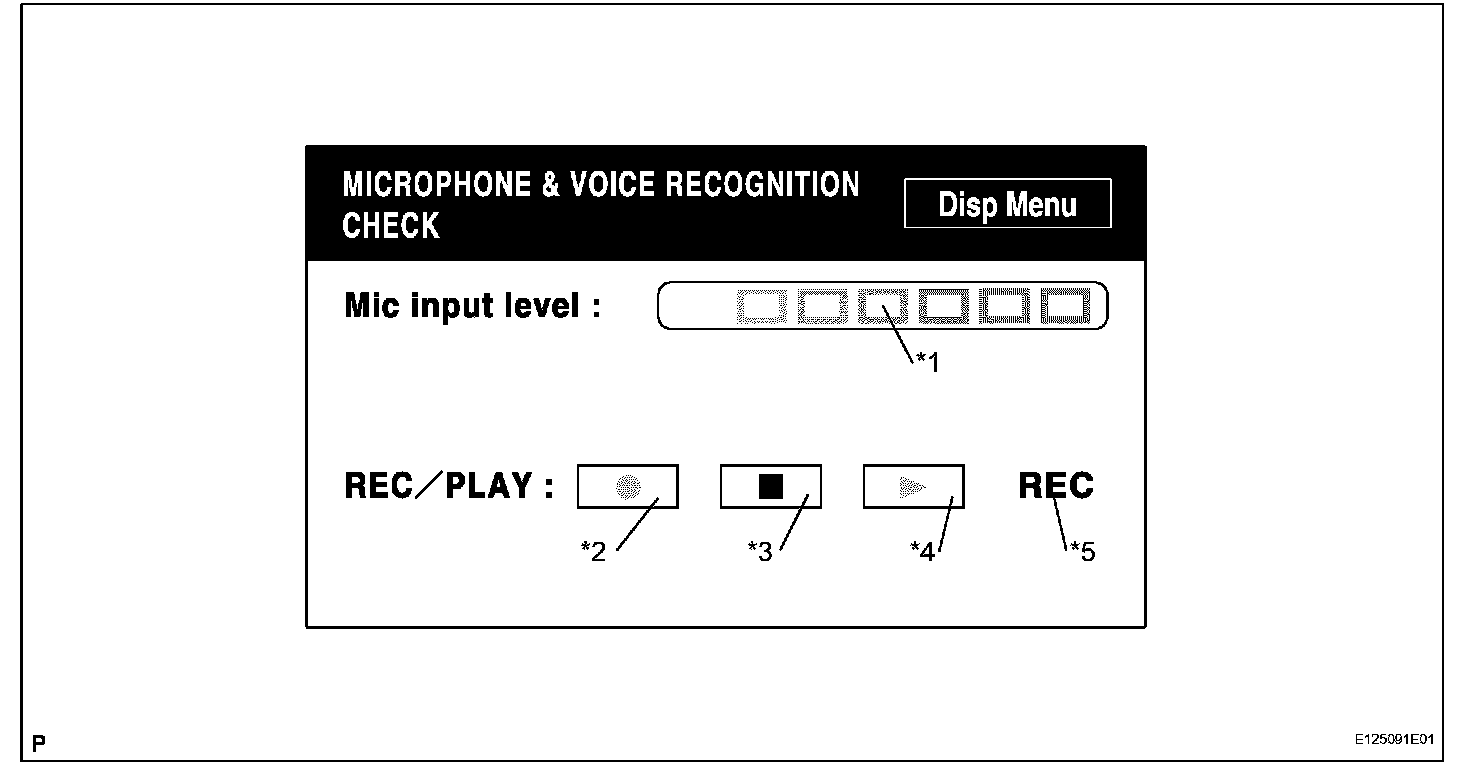 MICROPHONE & VOICE RECOGNITION
CHECK
Disp Menu
Mic input level :
*1
REC/PLAY :
REC
*2
*3
*4
*5
P
E125091E01